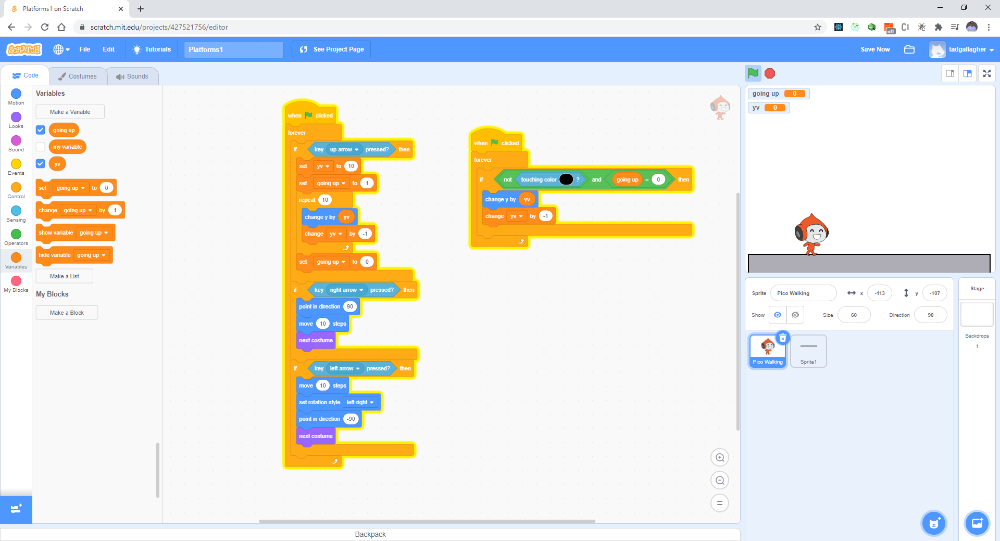 Platforms1 on Scratch
scratch.mit.edu/projects/427521756/editor
off
SCRATCH
File
Edit
Tutorials
Platforms1
See Project Page
Save Now
tadgallagher
Code
Costumes
Sounds
Motion
Looks
Sound
Events
Control
Sensing
Operators
Variables
My Blocks
Variables
Make a Variable
going up
my variable
yv
set going up to 0
change going up by 1
show variable going up
hide variable going up
Make a List
My Blocks
Make a Block
when clicked
forever
if key up arrow pressed? then
set yv to 10
set going up to 1
repeat 10
change y by yv
change yv by -1
set going up to 0
if key right arrow pressed? then
point in direction 90
move 10 steps
next costume
if key left arrow pressed? then
move 10 steps
set rotation style left-right
point in direction -90
next costume
when clicked
forever
if not touching color ? and going up = 0 then
change y by yv
change yv by -1
Backpack
going up 0
yv 0
Sprite Pico Walking x -113 y -107
Show Size 60 Direction 90
Pico Walking
Sprite1
Stage
Backdrops
1